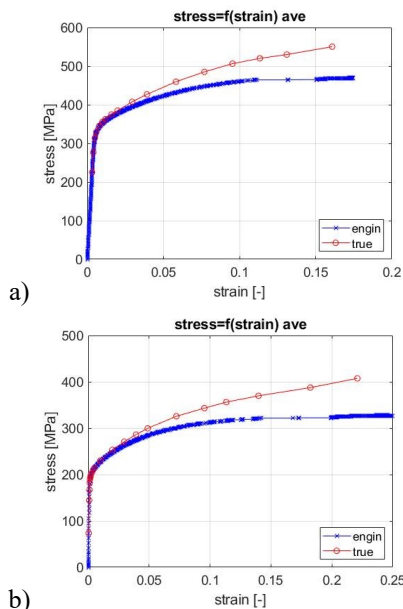 stress=f(strain) ave
600
500
400
300
200
100
0
stress [MPa]
engin
true
0 0.05 0.1 0.15 0.2
strain [-]
a)
stress=f(strain) ave
500
400
300
200
100
0
stress [MPa]
engin
true
0 0.05 0.1 0.15 0.2 0.25
strain [-]
b)